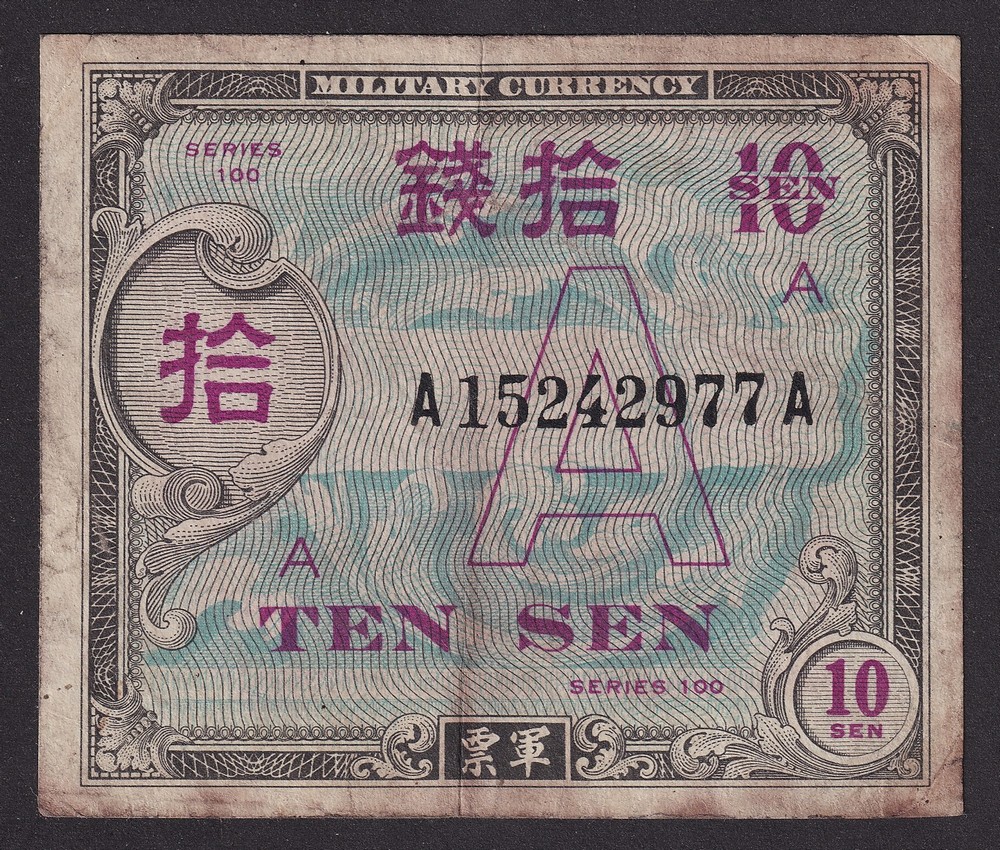 MILITARY CURRENCY
SERIES
100
錢拾
10
SEN
A
拾
A
A15242977A
A
TEN SEN
SERIES 100
10
SEN
票軍